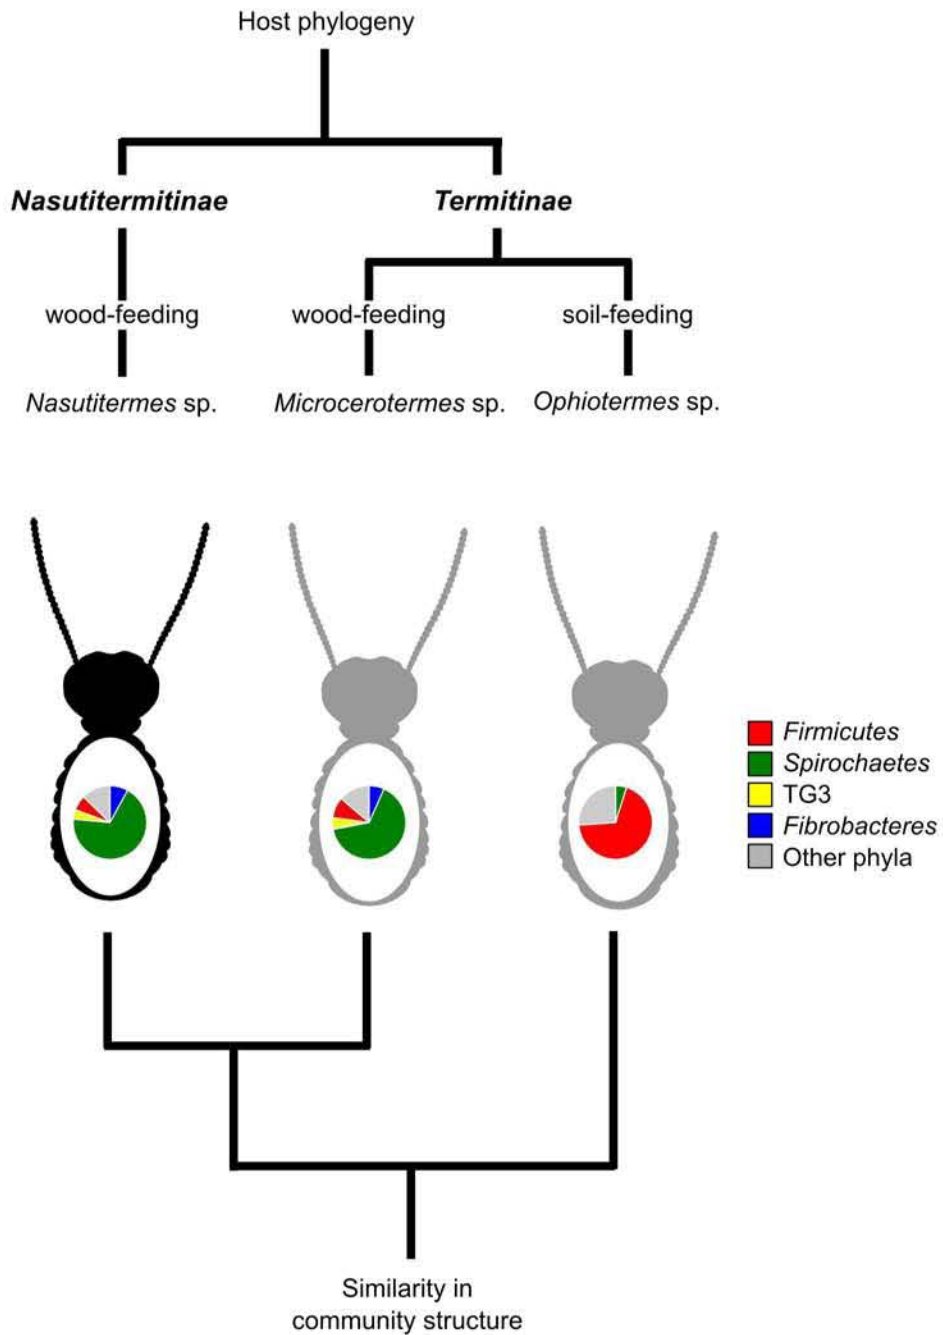 Host phylogeny
Nasutitermitinae Termitinae
wood-feeding wood-feeding soil-feeding
Nasutitermes sp. Microcerotermes sp. Ophiotermes sp.
Firmicutes
Spirochaetes
TG3
Fibrobacteres
Other phyla
Similarity in
community structure